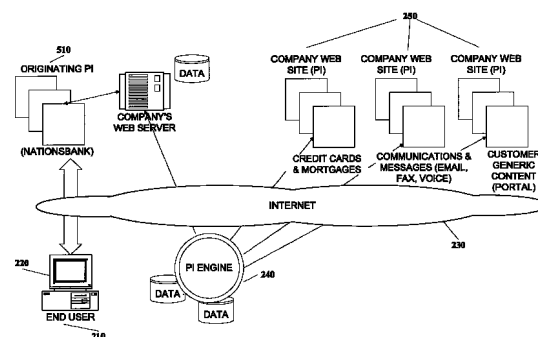 510
ORIGINATING PI
(NATIONSBANK)
DATA
COMPANY'S
WEB SERVER
250
COMPANY WEB
SITE (PI)
CREDIT CARDS
& MORTGAGES
COMPANY WEB
SITE (PI)
COMMUNICATIONS &
MESSAGES (EMAIL,
FAX, VOICE)
COMPANY WEB
SITE (PI)
CUSTOMER
GENERIC
CONTENT
(PORTAL)
INTERNET
230
220
END USER
210
PI ENGINE
240
DATA
DATA